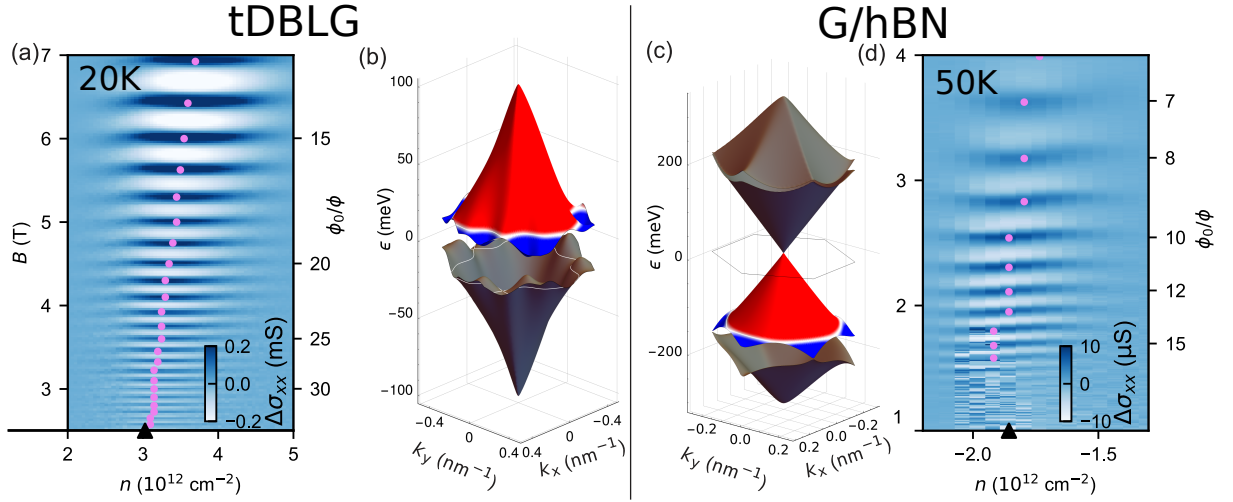 tDBLG
G/hBN
(a)
20K
7
6
5
4
3
B (T)
15
20
25
30
ϕ0/ϕ
0.2
0.0
−0.2
Δσxx (mS)
2
3
4
5
n (10^12 cm^−2)
(b)
100
50
0
−50
−100
ϵ (meV)
−0.4
0
0.4
ky (nm^−1)
0.4
0
−0.4
kx (nm^−1)
(c)
200
0
−200
ϵ (meV)
−0.2
0.0
0.2
ky (nm^−1)
0.2
0.0
−0.2
kx (nm^−1)
(d)
50K
4
3
2
1
7
8
10
12
15
ϕ0/ϕ
10
0
−10
Δσxx (μS)
−2.0
−1.5
n (10^12 cm^−2)